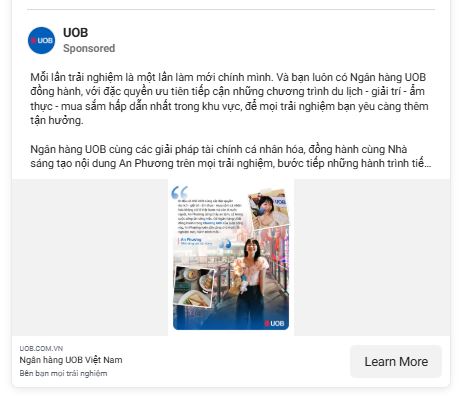 UOB
UOB
Sponsored
Mỗi lần trải nghiệm là một lần làm mới chính mình. Và bạn luôn có Ngân hàng UOB
đồng hành, với đặc quyền ưu tiên tiếp cận những chương trình du lịch - giải trí - ẩm
thực - mua sắm hấp dẫn nhất trong khu vực, để mọi trải nghiệm bạn yêu càng thêm
tận hưởng.
Ngân hàng UOB cùng các giải pháp tài chính cá nhân hóa, đồng hành cùng Nhà
sáng tạo nội dung An Phương trên mọi trải nghiệm, bước tiếp những hành trình tiế...
An Phương
UOB
UOB.COM.VN
Ngân hàng UOB Việt Nam
Bên bạn mọi trải nghiệm
Learn More